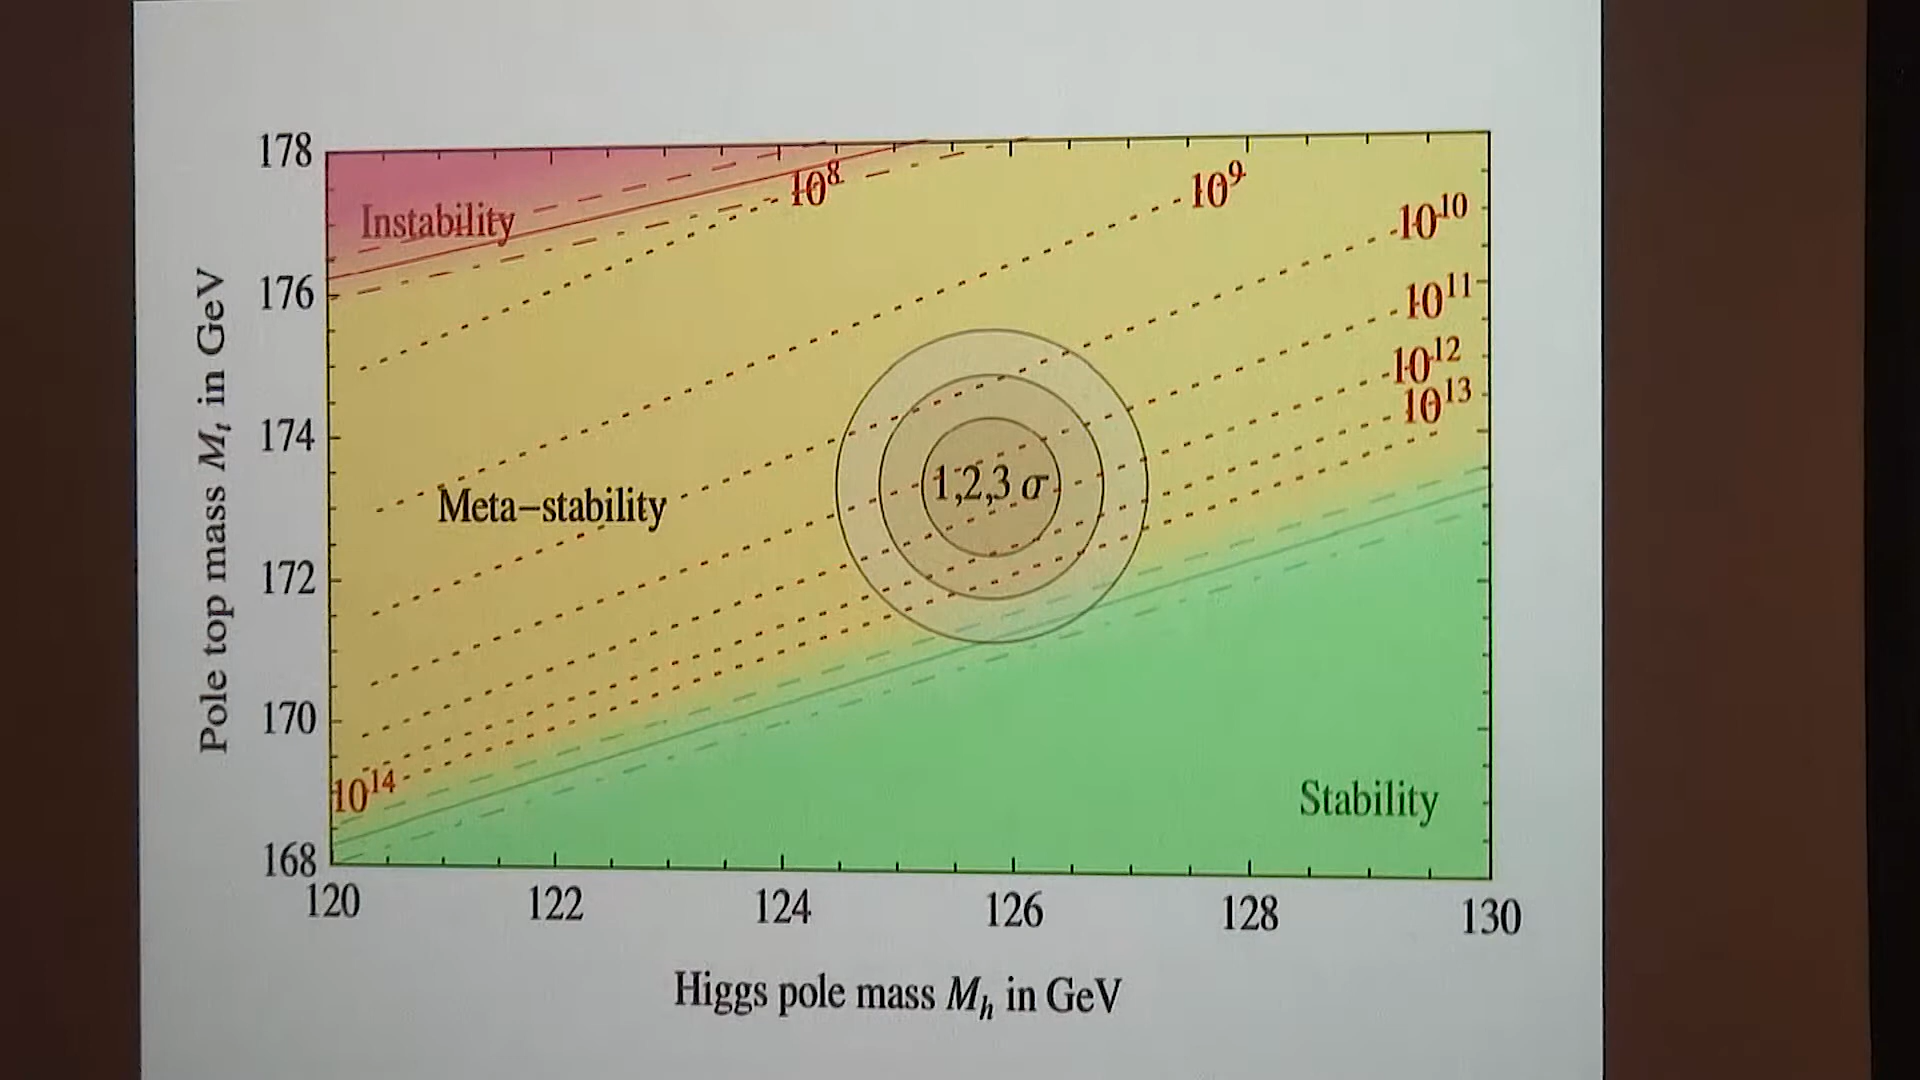 178
176
174
172
170
168
Pole top mass Mₜ in GeV
Instability
10⁸
10⁹
10¹⁰
10¹¹
10¹²
10¹³
1,2,3 σ
Meta–stability
10¹⁴
Stability
120 122 124 126 128 130
Higgs pole mass Mₕ in GeV